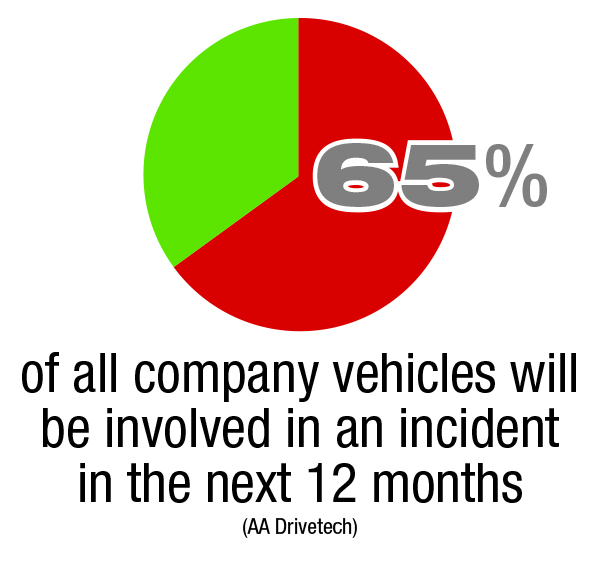 65%
of all company vehicles will
be involved in an incident
in the next 12 months
(AA Drivetech)